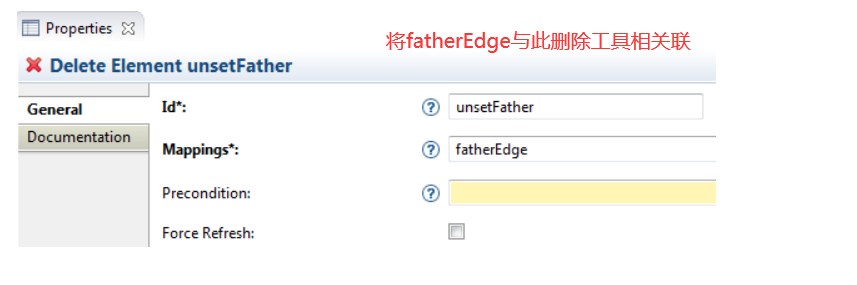 Properties
将fatherEdge与此删除工具相关联
Delete Element unsetFather
General
Id*:
? unsetFather
Documentation
Mappings*:
? fatherEdge
Precondition:
?
Force Refresh: